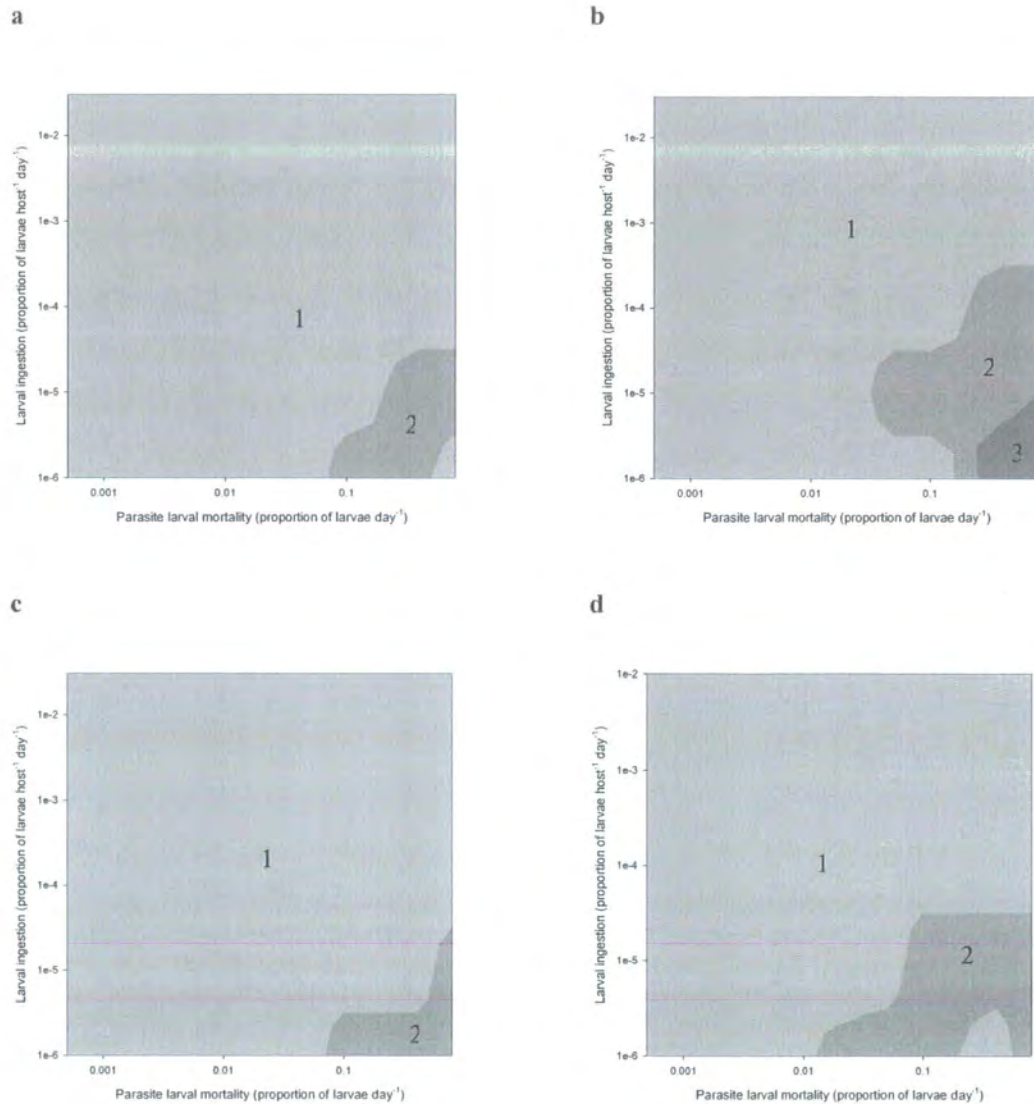 a
Larval ingestion (proportion of larvae host⁻¹ day⁻¹)
1e-2
1e-3
1e-4
1e-5
1e-6
1
2
0.001
0.01
0.1
Parasite larval mortality (proportion of larvae day⁻¹)
b
Larval ingestion (proportion of larvae host⁻¹ day⁻¹)
1e-2
1e-3
1e-4
1e-5
1e-6
1
2
3
0.001
0.01
0.1
Parasite larval mortality (proportion of larvae day⁻¹)
c
Larval ingestion (proportion of larvae host⁻¹ day⁻¹)
1e-2
1e-3
1e-4
1e-5
1e-6
1
2
0.001
0.01
0.1
Parasite larval mortality (proportion of larvae day⁻¹)
d
Larval ingestion (proportion of larvae host⁻¹ day⁻¹)
1e-2
1e-3
1e-4
1e-5
1e-6
1
2
0.001
0.01
0.1
Parasite larval mortality (proportion of larvae day⁻¹)